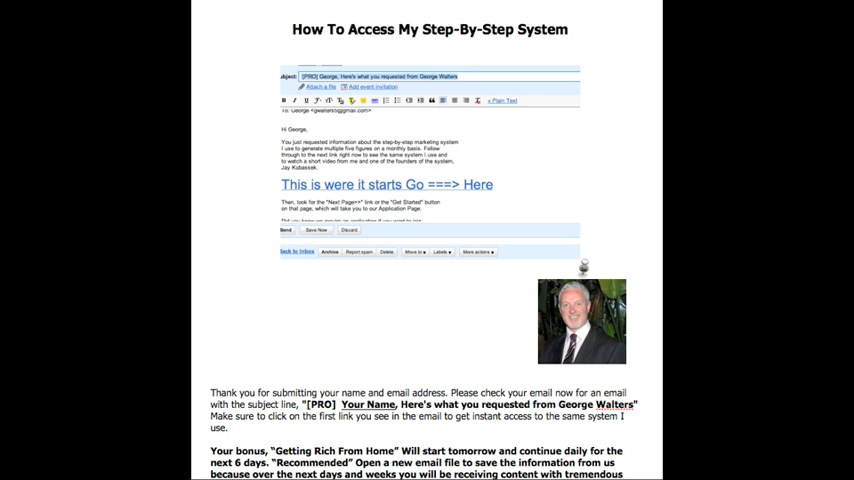 How To Access My Step-By-Step System
ubject: [PRO] George, Here's what you requested from George Walters
Attach a file Add event invitation
B I U « Plain Text
To: George <gwalters5@gmail.com>
Hi George,
You just requested information about the step-by-step marketing system
I use to generate multiple five figures on a monthly basis. Follow
through to the next link right now to see the same system I use and
to watch a short video from me and one of the founders of the system,
Jay Kubassek.
This is were it starts Go ===> Here
Then, look for the "Next Page>>" link or the "Get Started" button
on that page, which will take you to our Application Page.
Save Now Discard
Back to Inbox Archive Report spam Delete Move to Labels More actions
Thank you for submitting your name and email address. Please check your email now for an email
with the subject line, "[PRO] Your Name, Here's what you requested from George Walters"
Make sure to click on the first link you see in the email to get instant access to the same system I
use.
Your bonus, “Getting Rich From Home” Will start tomorrow and continue daily for the
next 6 days. “Recommended” Open a new email file to save the information from us
because over the next days and weeks you will be receiving content with tremendous